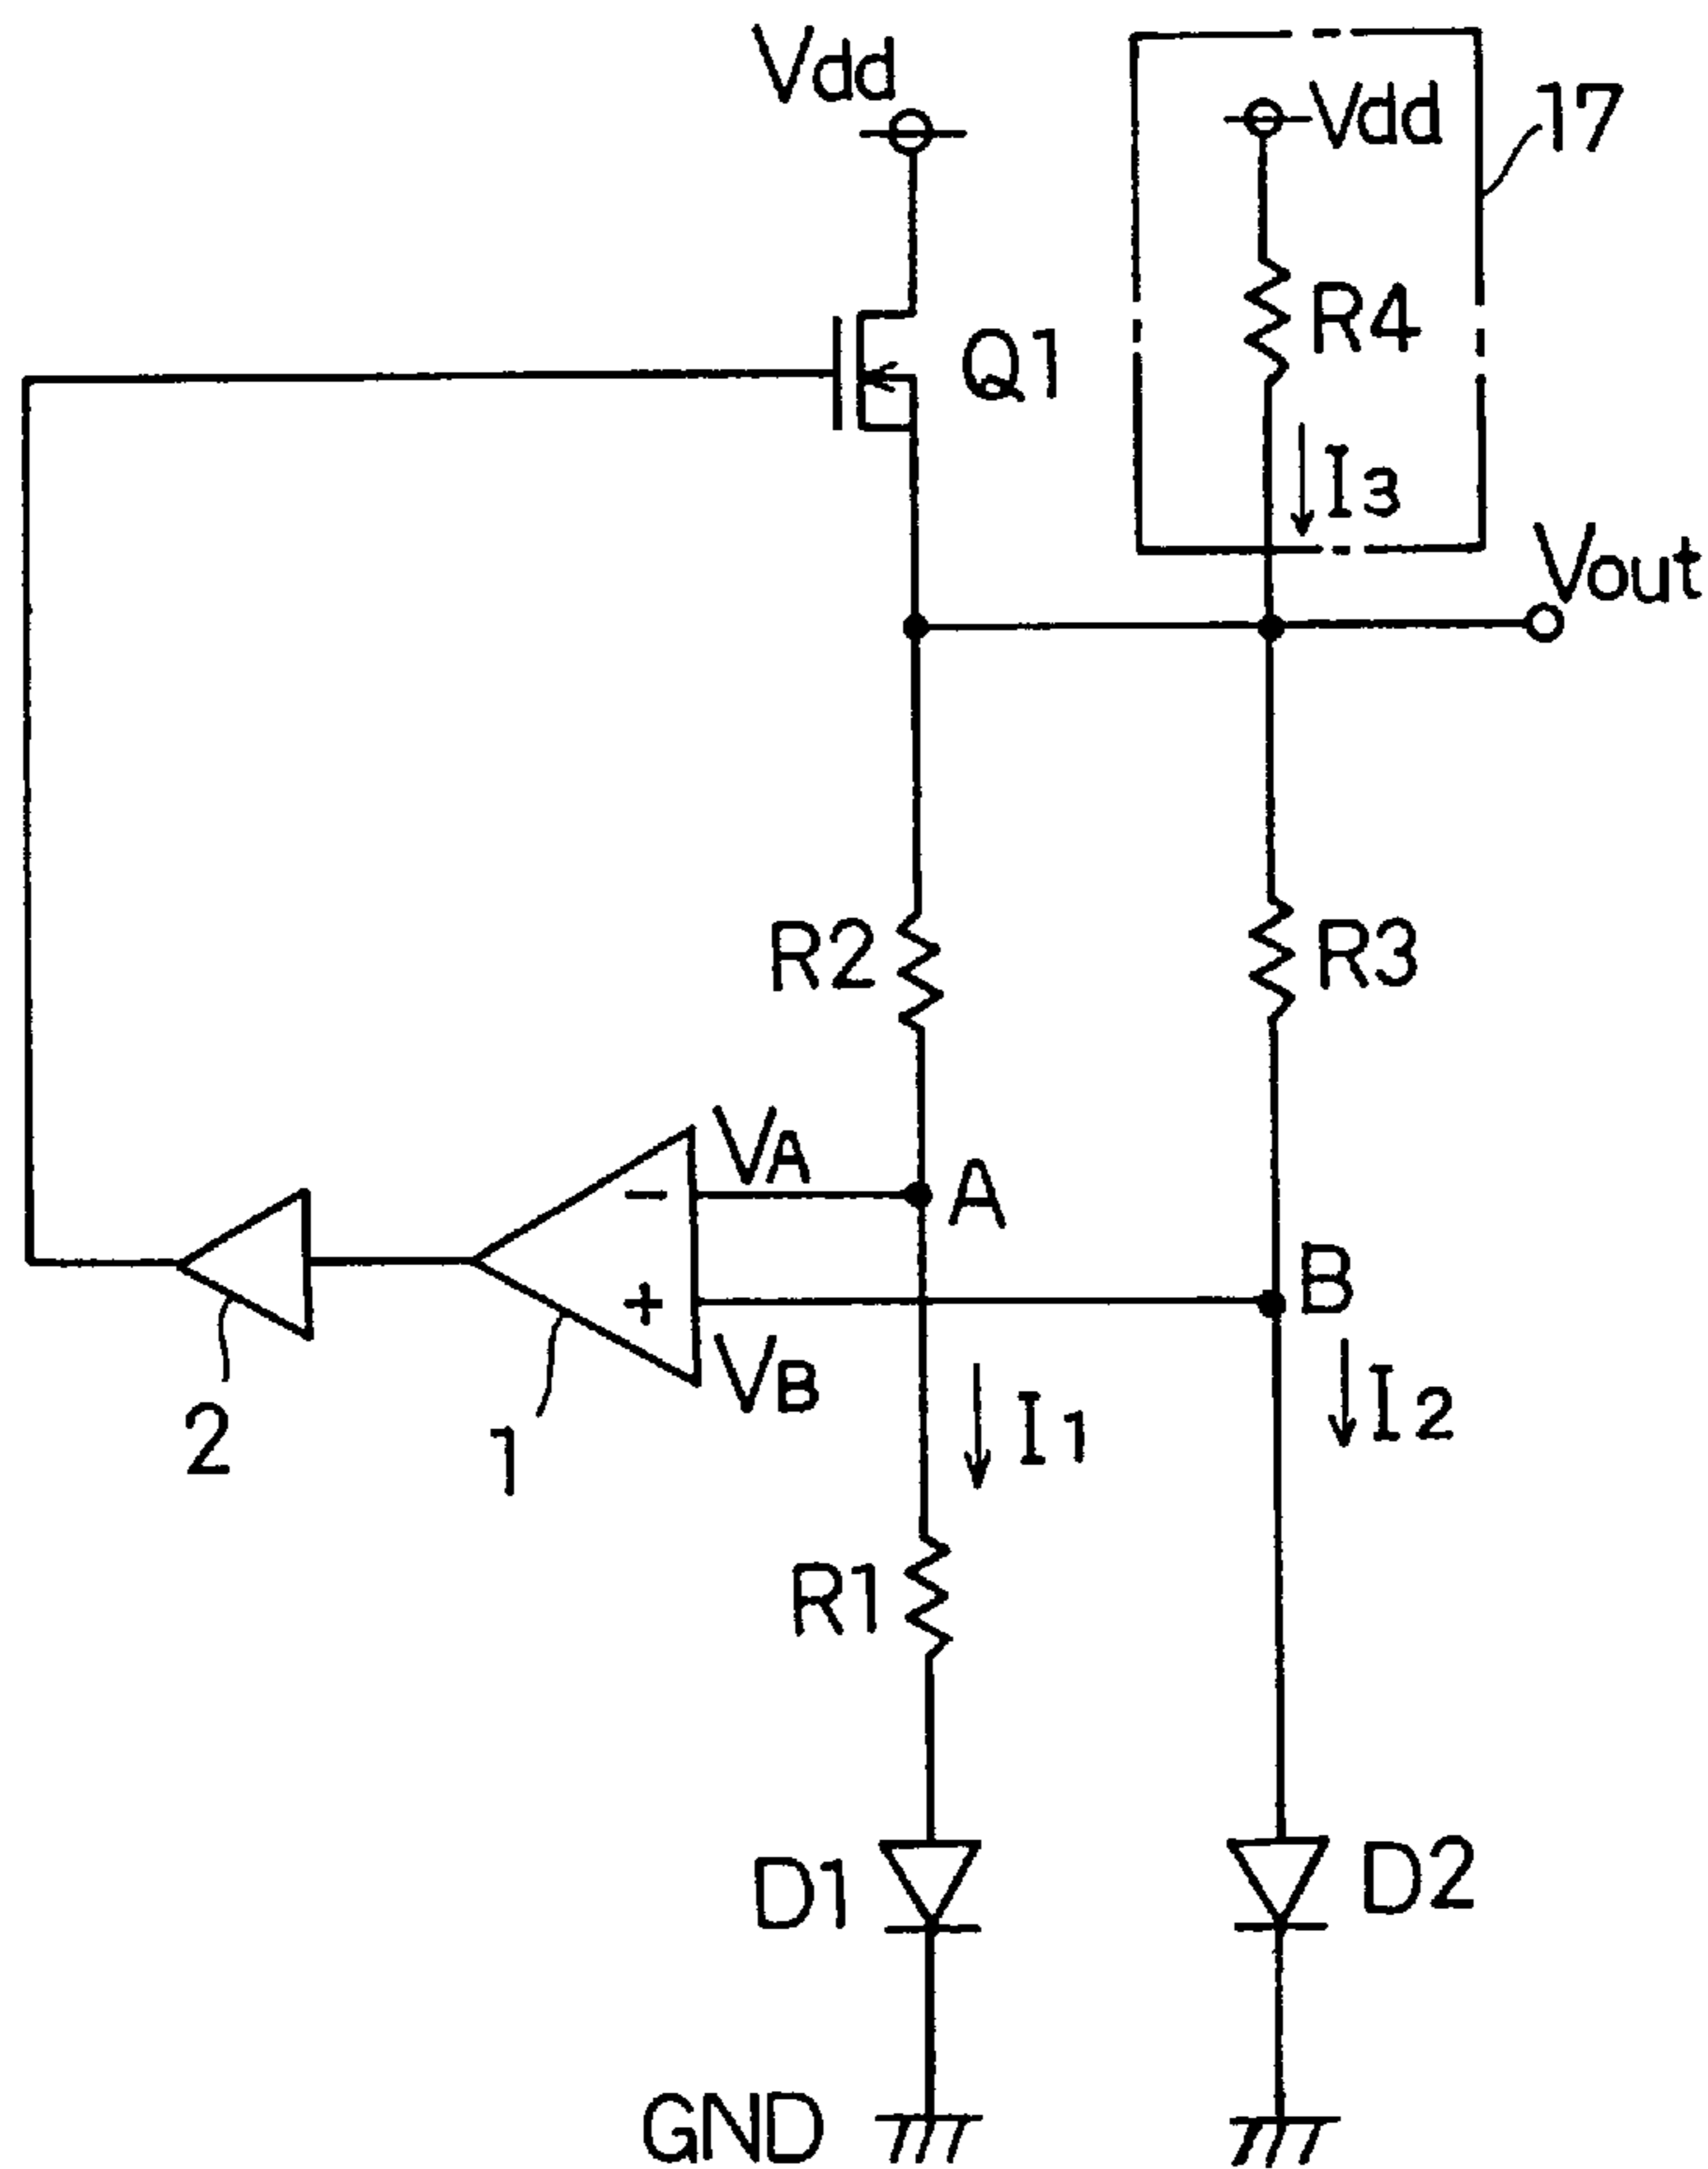 Vdd
Vdd
17
R4
Q1
I3
Vout
R2
R3
VA
A
−
B
+
VB
I1
I2
2
1
R1
D1
D2
GND